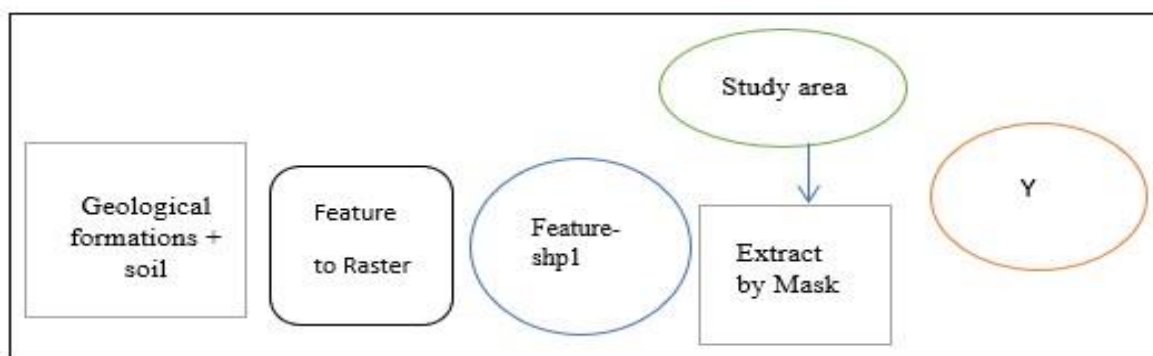 Geological
formations +
soil
Feature
to Raster
Feature-
shp1
Study area
Extract
by Mask
Y